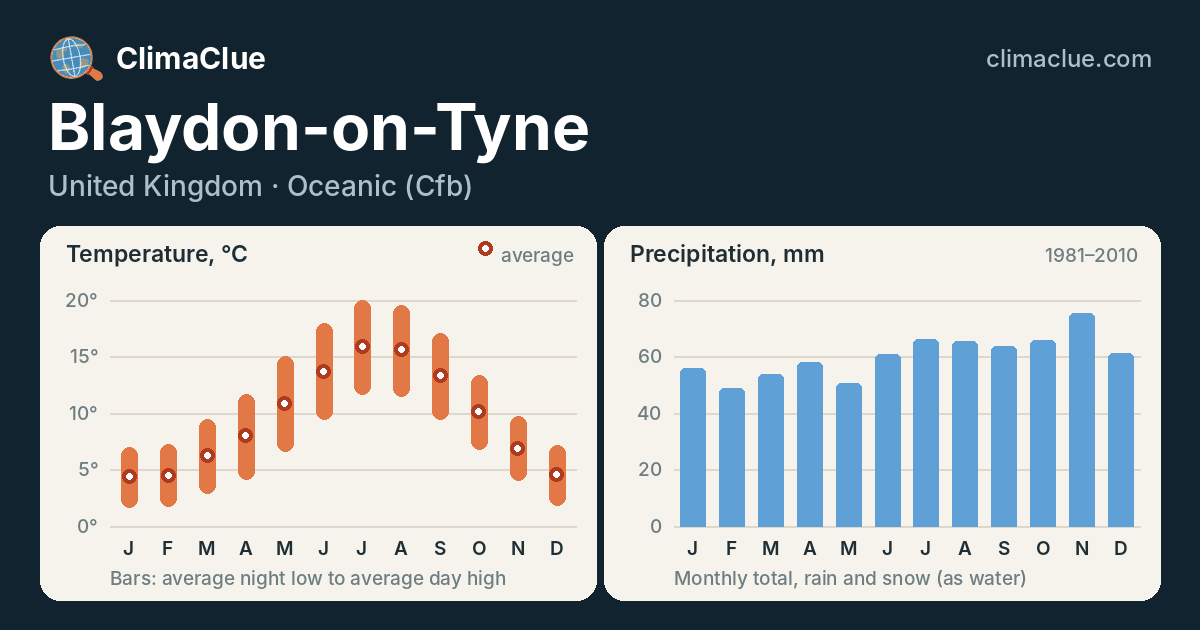 ClimaClue
climaclue.com
Blaydon-on-Tyne
United Kingdom · Oceanic (Cfb)
Temperature, °C
average
20°
15°
10°
5°
0°
J F M A M J J A S O N D
Bars: average night low to average day high
Precipitation, mm
1981–2010
80
60
40
20
0
J F M A M J J A S O N D
Monthly total, rain and snow (as water)